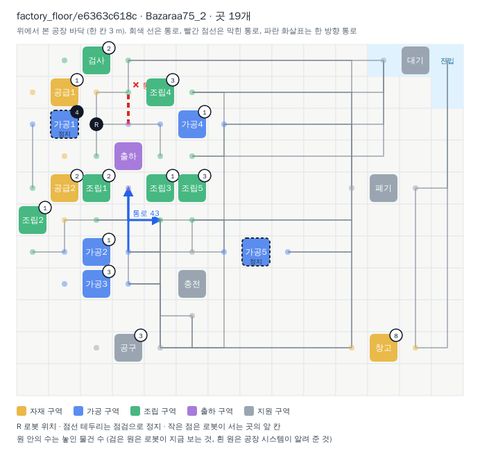 factory_floor/e6363c618c · Bazaraa75_2 · 곳 19개
위에서 본 공장 바닥 (한 칸 3 m). 회색 선은 통로, 빨간 점선은 막힌 통로, 파란 화살표는 한 방향 통로
검사 2
대기
공급1 1
조립4 3
가공1 4
정지
R
가공4 1
출하
공급2 2
조립1 2
조립3 1
조립5 3
폐기
조립2 1
통로 43
가공2 1
가공5
정지
가공3 3
충전
공구 3
창고 8
자재 구역
가공 구역
조립 구역
출하 구역
지원 구역
R 로봇 위치 · 점선 테두리는 점검으로 정지 · 작은 점은 로봇이 서는 곳의 앞 칸
원 안의 수는 놓인 물건 수 (검은 원은 로봇이 지금 보는 것, 흰 원은 공장 시스템이 알려 준 것)